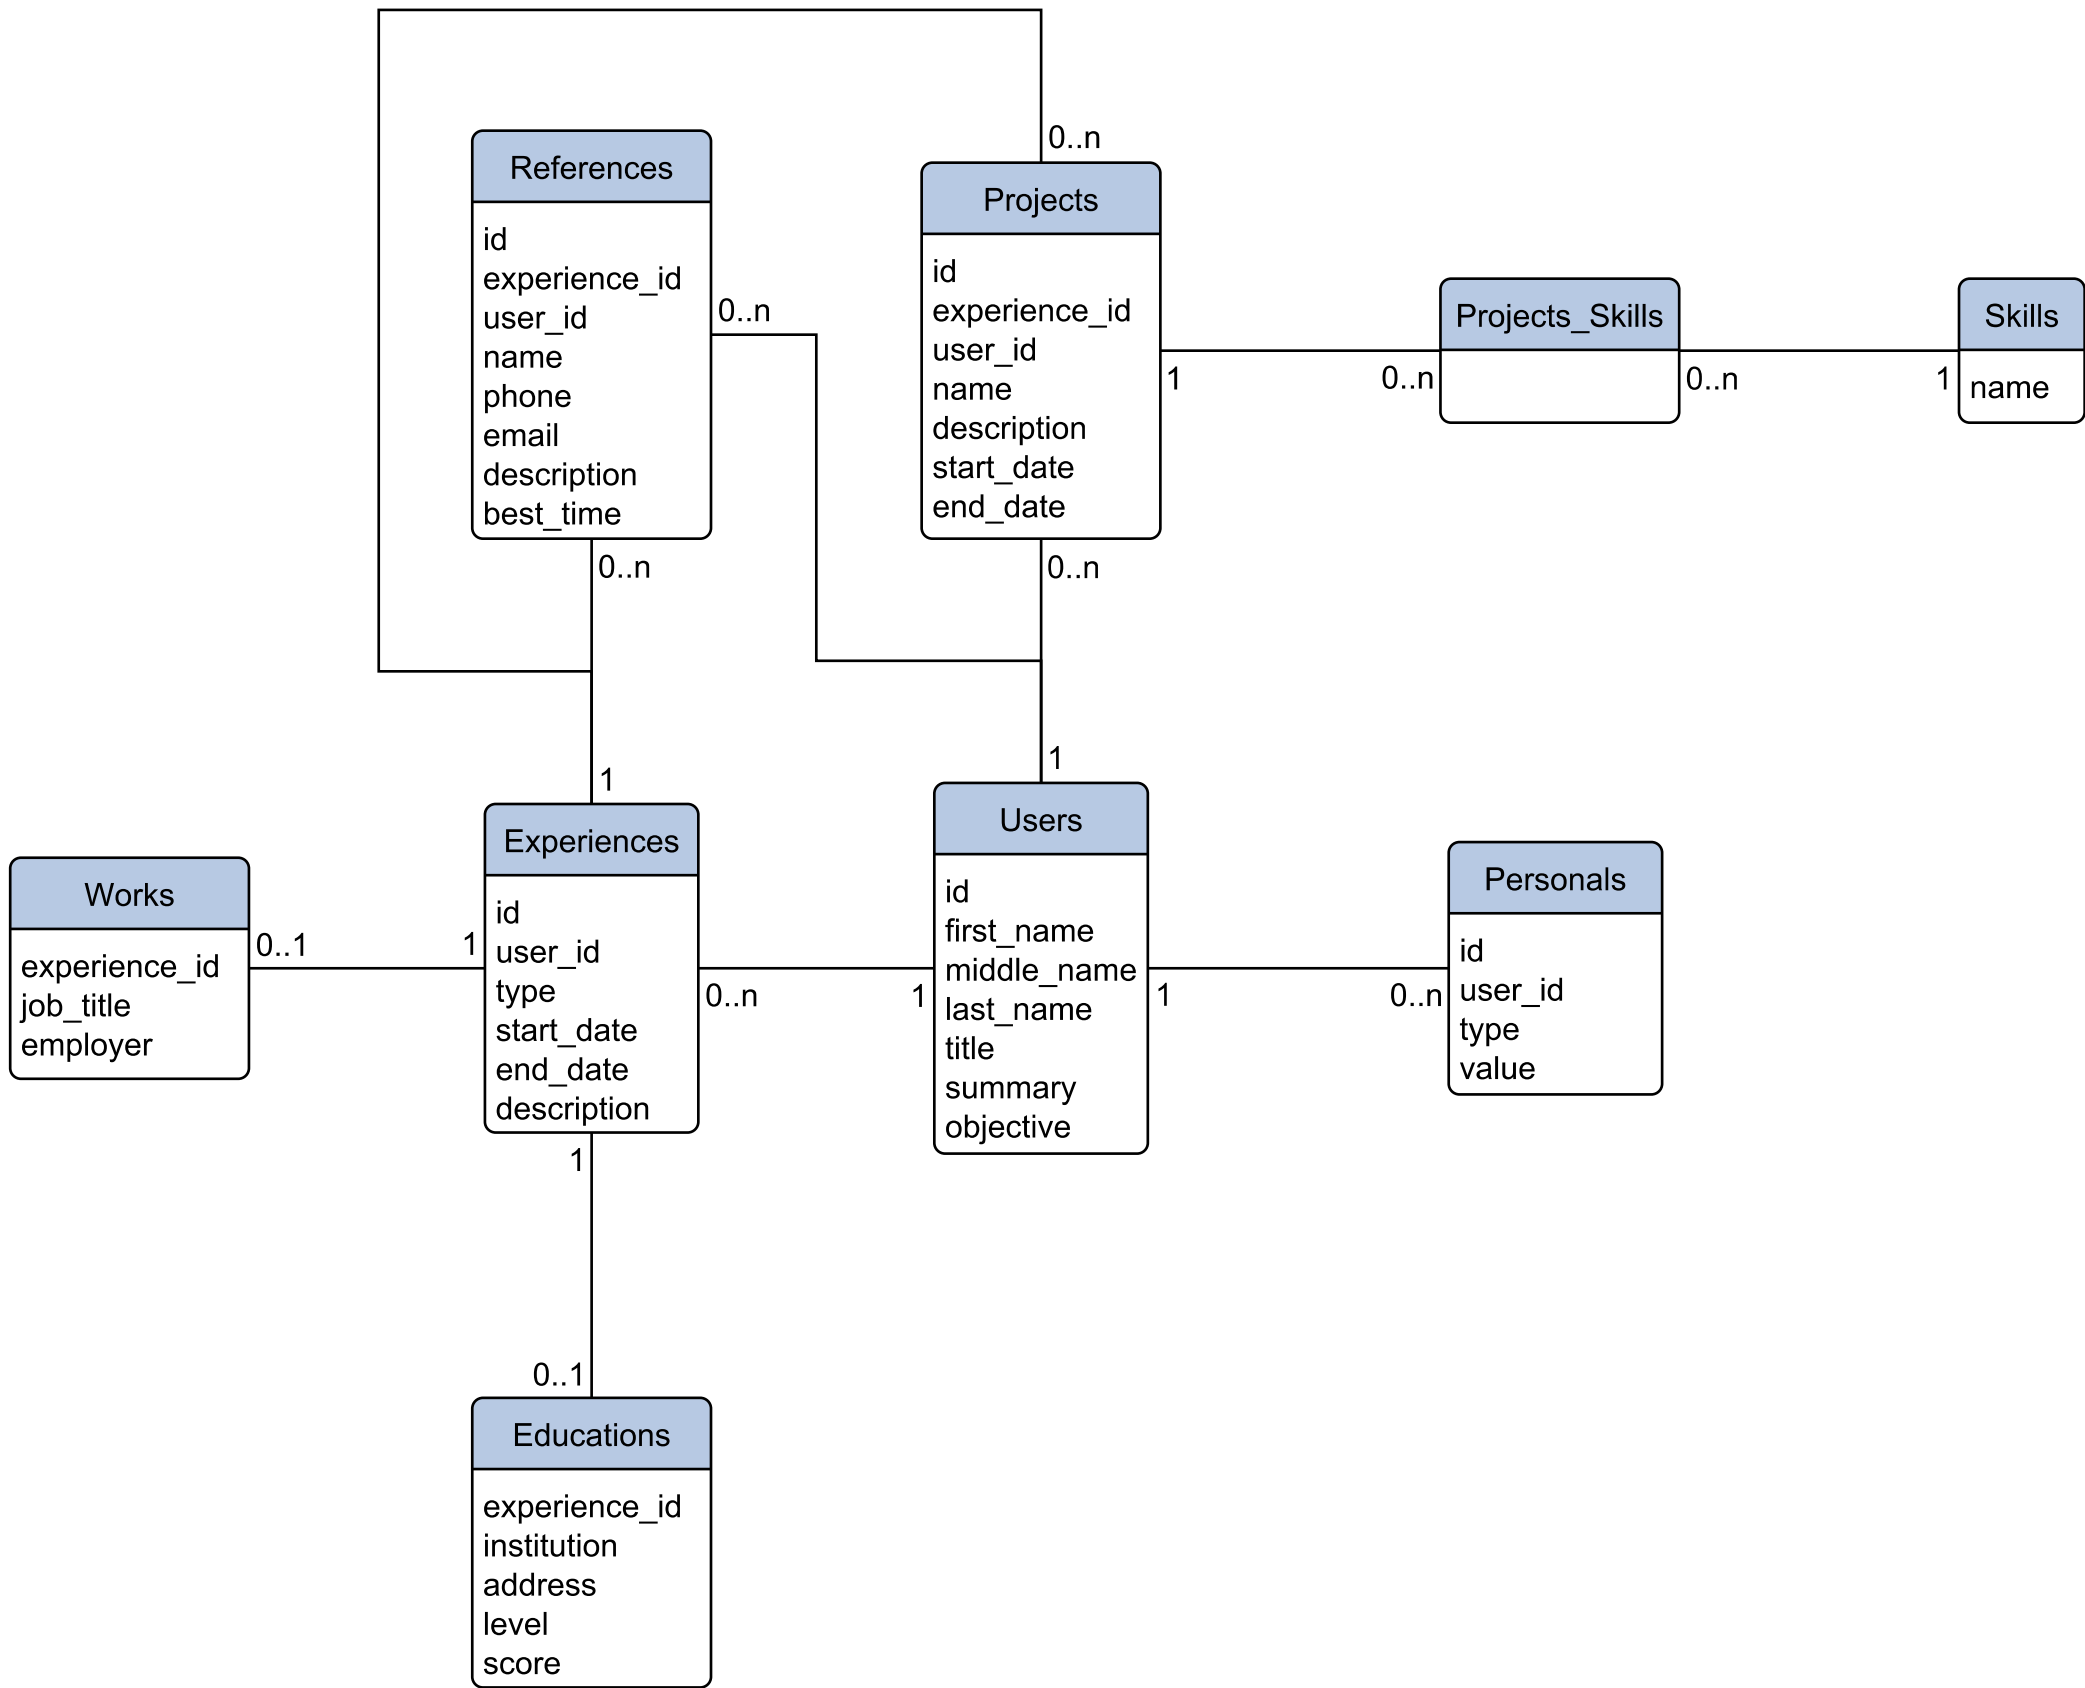 0..n
References
id
experience_id
user_id
name
phone
email
description
best_time
0..n
0..n
Projects
id
experience_id
user_id
name
description
start_date
end_date
0..n
1
0..n
Projects_Skills
0..n
1
Skills
name
1
1
Works
experience_id
job_title
employer
0..1
1
Experiences
id
user_id
type
start_date
end_date
description
0..n
1
Users
id
first_name
middle_name
last_name
title
summary
objective
1
0..n
Personals
id
user_id
type
value
1
0..1
Educations
experience_id
institution
address
level
score